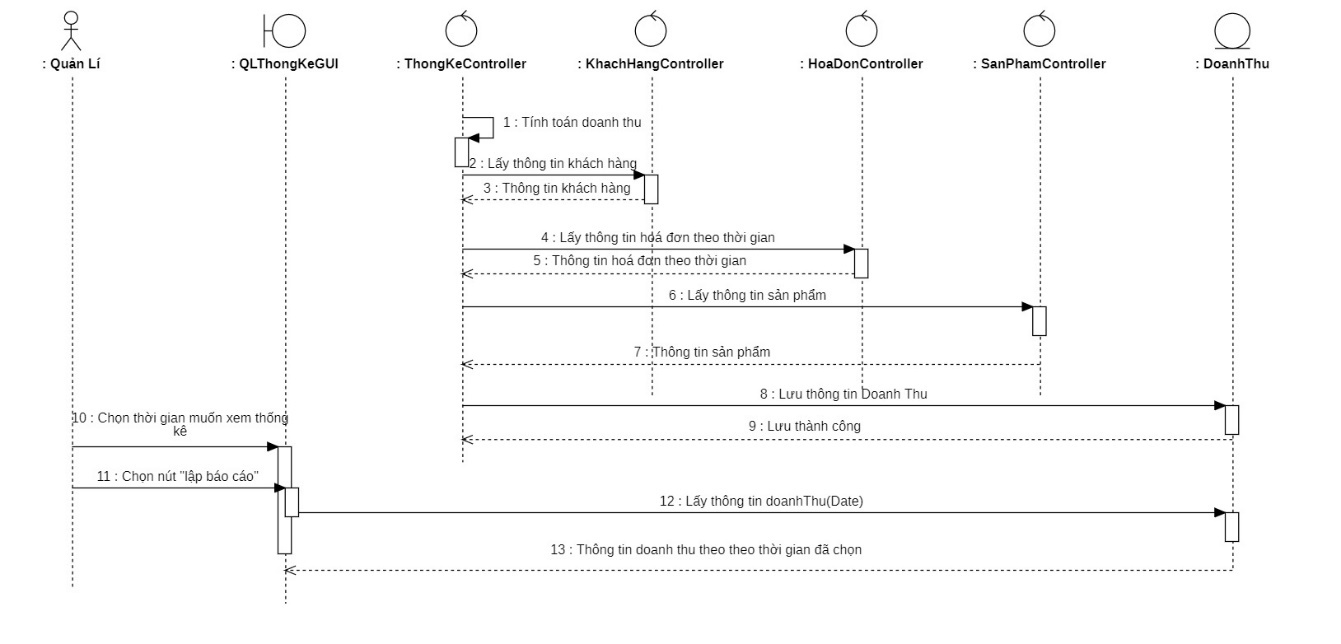 : Quản Lí
: QLThongKeGUI
: ThongKeController
: KhachHangController
: HoaDonController
: SanPhamController
: DoanhThu
1 : Tính toán doanh thu
2 : Lấy thông tin khách hàng
3 : Thông tin khách hàng
4 : Lấy thông tin hoá đơn theo thời gian
5 : Thông tin hoá đơn theo thời gian
6 : Lấy thông tin sản phẩm
7 : Thông tin sản phẩm
8 : Lưu thông tin Doanh Thu
9 : Lưu thành công
10 : Chọn thời gian muốn xem thống
kê
11 : Chọn nút "lập báo cáo"
12 : Lấy thông tin doanhThu(Date)
13 : Thông tin doanh thu theo theo thời gian đã chọn